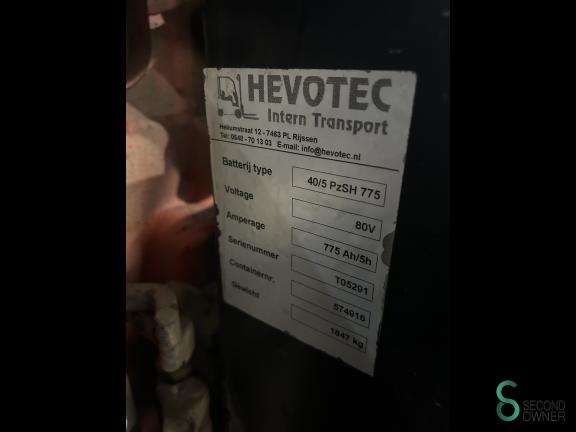 HEVOTEC
Intern Transport
Heliumstraat 12 - 7463 PL Rijssen
Tel: 0548 - 70 13 03 E-mail: info@hevotec.nl
Batterij type 40/5 PzSH 775
Voltage 80V
Amperage 775 Ah/5h
Serienummer T05291
Containernr. 574916
Gewicht 1847 kg
SECOND
OWNER